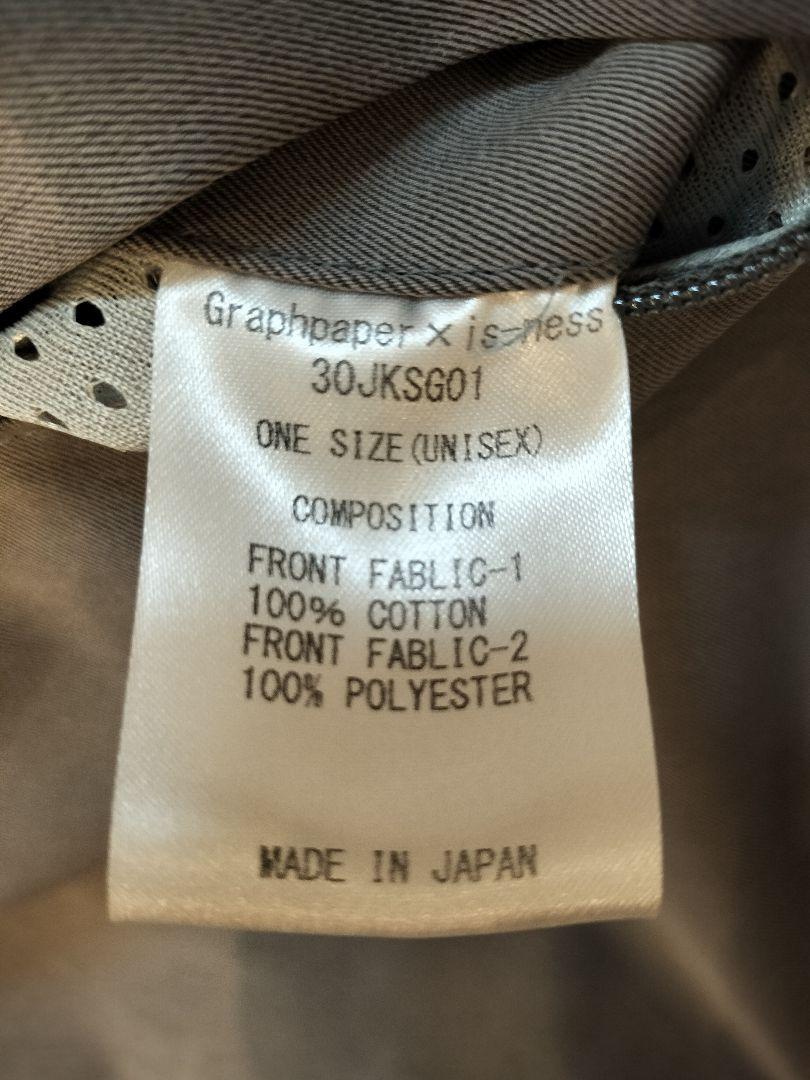 Graphpaper × is-ness
30JKSG01
ONE SIZE(UNISEX)
COMPOSITION
FRONT FABLIC-1
100% COTTON
FRONT FABLIC-2
100% POLYESTER
MADE IN JAPAN